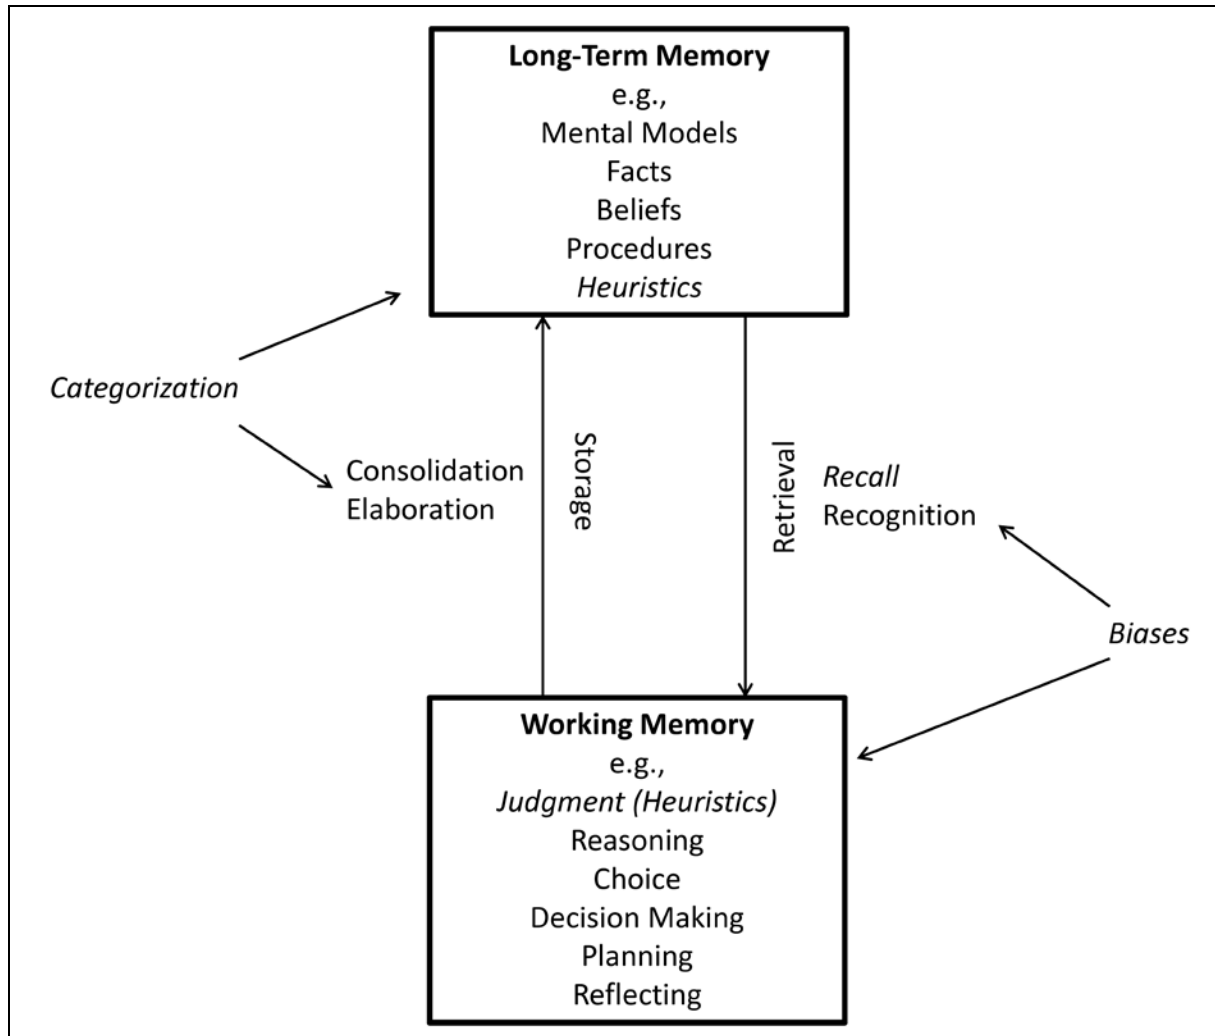 Long-Term Memory
e.g.,
Mental Models
Facts
Beliefs
Procedures
Heuristics
Categorization
Consolidation
Elaboration
Storage
Retrieval
Recall
Recognition
Biases
Working Memory
e.g.,
Judgment (Heuristics)
Reasoning
Choice
Decision Making
Planning
Reflecting